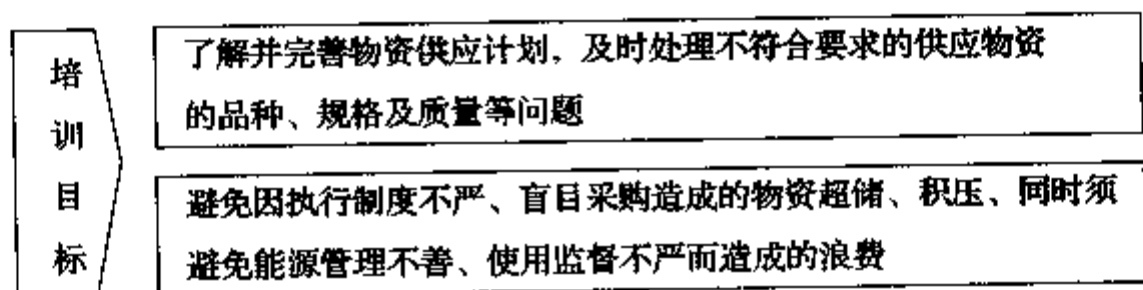 培训目标
了解并完善物资供应计划，及时处理不符合要求的供应物资
的品种、规格及质量等问题
避免因执行制度不严、盲目采购造成的物资超储、积压、同时须
避免能源管理不善、使用监督不严而造成的浪费